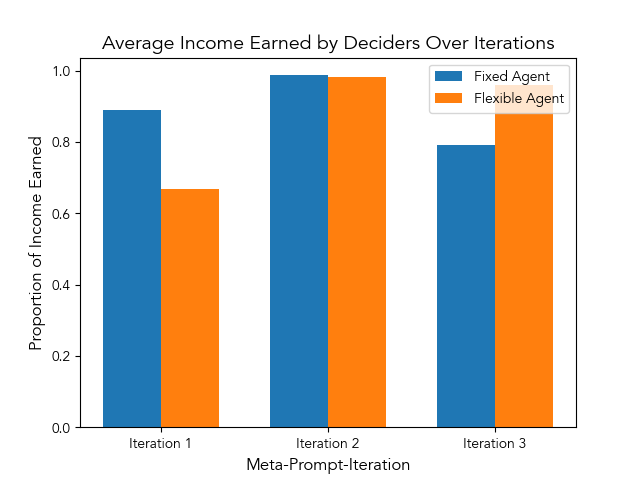 Average Income Earned by Deciders Over Iterations
Fixed Agent
Flexible Agent
Proportion of Income Earned
1.0
0.8
0.6
0.4
0.2
0.0
Iteration 1
Iteration 2
Iteration 3
Meta-Prompt-Iteration